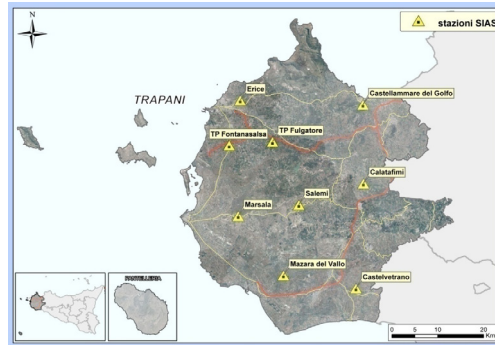 N
stazioni SIAS
Erice
Castellammare del Golfo
TRAPANI
TP Fontanasalsa
TP Fulgatore
Calatafimi
Salemi
Marsala
Mazara del Vallo
Castelvetrano
PANTELLERIA
0 5 10 20
Km